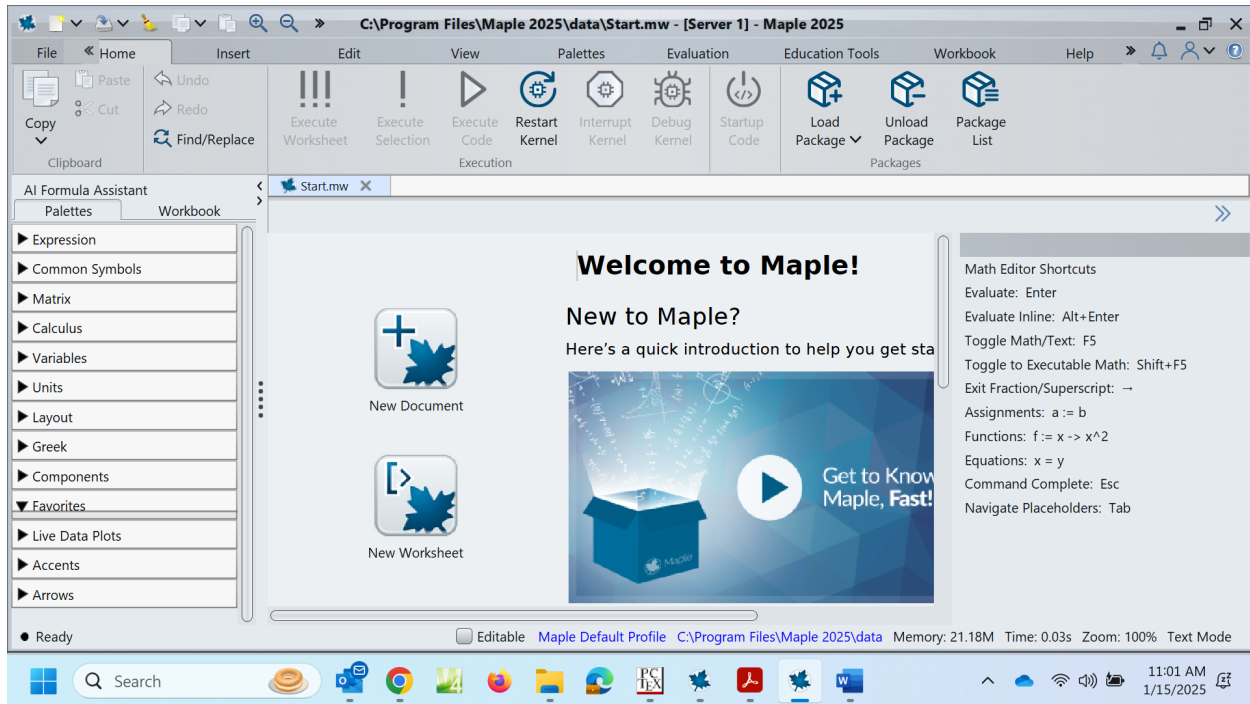 C:\Program Files\Maple 2025\data\Start.mw - [Server 1] - Maple 2025
File Home Insert Edit View Palettes Evaluation Education Tools Workbook Help
Copy
Paste
Cut
Clipboard
Undo
Redo
Find/Replace
Execute Worksheet
Execute Selection
Execute Code
Restart Kernel
Interrupt Kernel
Debug Kernel
Execution
Startup Code
Load Package
Unload Package
Package List
Packages
AI Formula Assistant
Palettes Workbook
Expression
Common Symbols
Matrix
Calculus
Variables
Units
Layout
Greek
Components
Favorites
Live Data Plots
Accents
Arrows
Start.mw
New Document
New Worksheet
Welcome to Maple!
New to Maple?
Here's a quick introduction to help you get sta
Get to Know
Maple, Fast!
Maple
Math Editor Shortcuts
Evaluate: Enter
Evaluate Inline: Alt+Enter
Toggle Math/Text: F5
Toggle to Executable Math: Shift+F5
Exit Fraction/Superscript: →
Assignments: a := b
Functions: f := x -> x^2
Equations: x = y
Command Complete: Esc
Navigate Placeholders: Tab
Ready
Editable Maple Default Profile C:\Program Files\Maple 2025\data Memory: 21.18M Time: 0.03s Zoom: 100% Text Mode
Search
PC
TEX
11:01 AM
1/15/2025